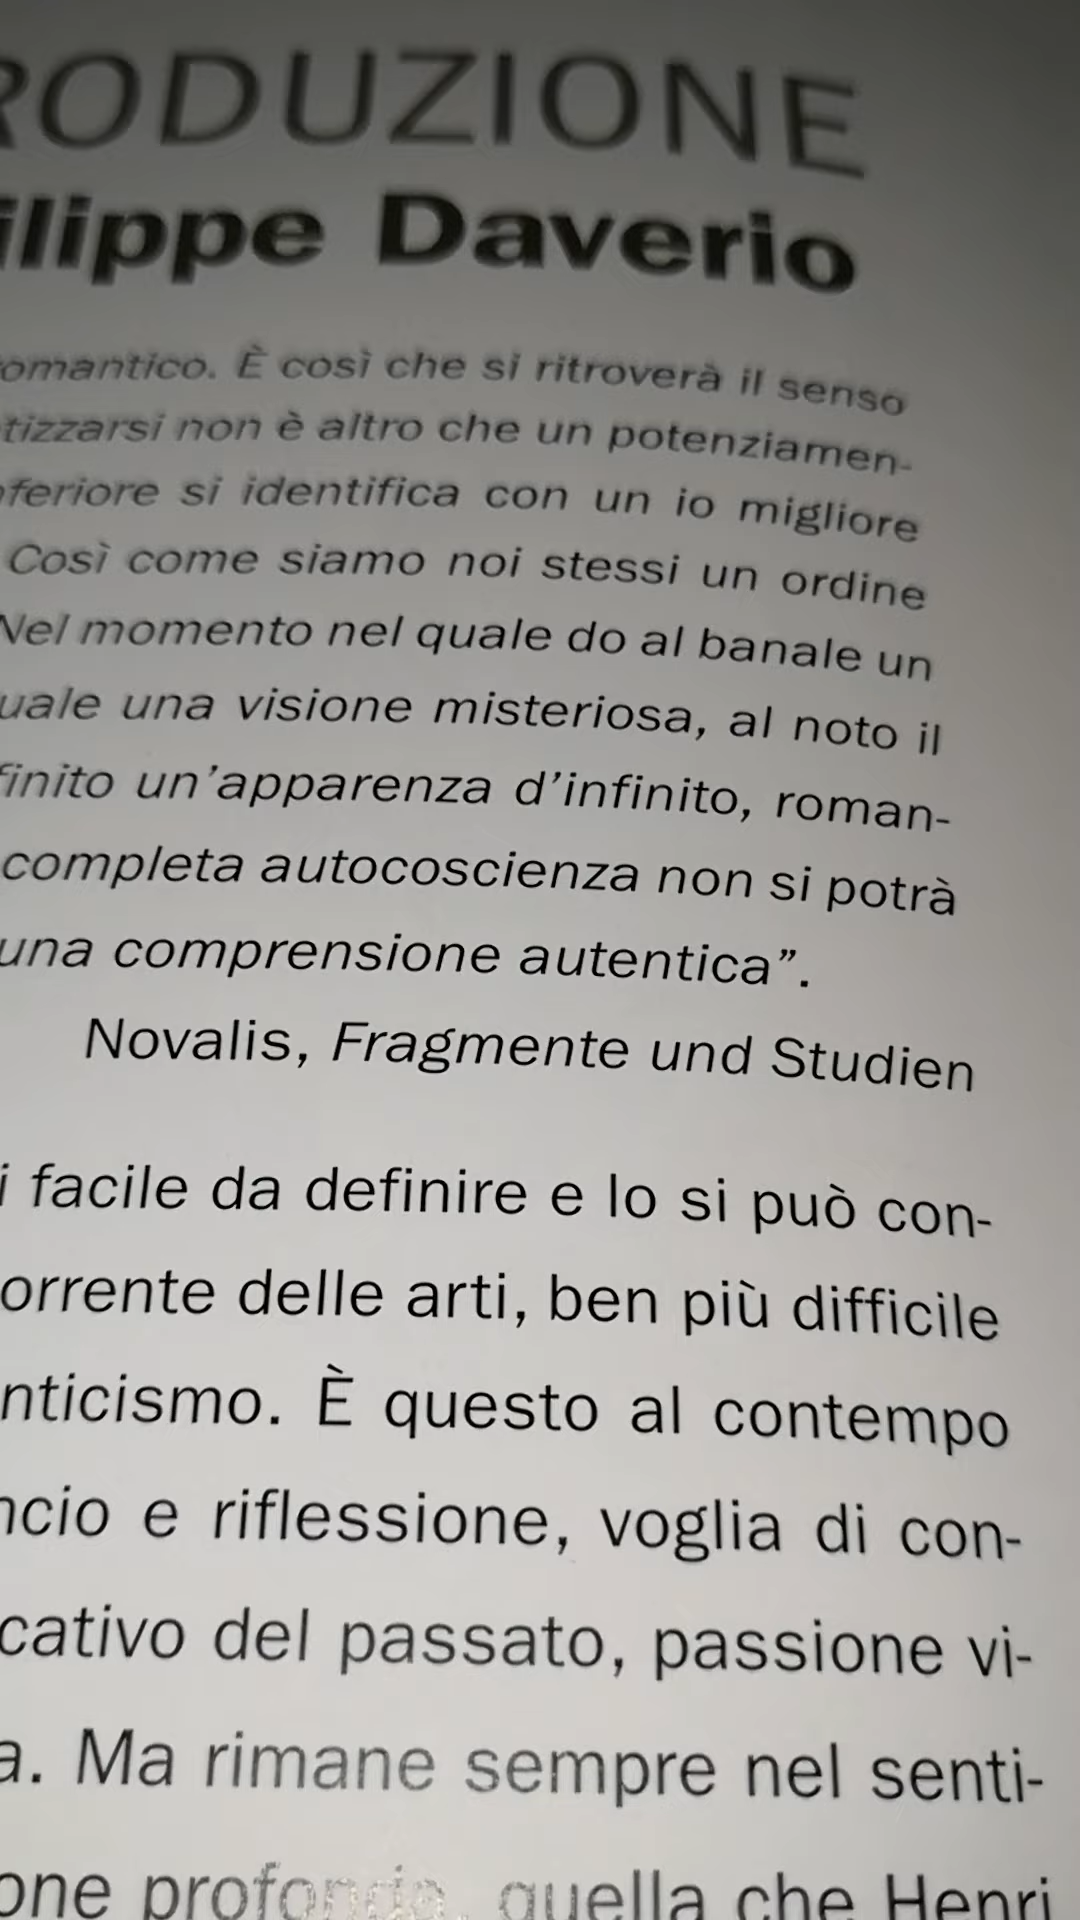 RODUZIONE
ilippe Daverio
omantico. È così che si ritroverà il senso
tizzarsi non è altro che un potenziamen-
feriore si identifica con un io migliore
Così come siamo noi stessi un ordine
Nel momento nel quale do al banale un
uale una visione misteriosa, al noto il
finito un’apparenza d’infinito, roman-
completa autocoscienza non si potrà
una comprensione autentica”.
Novalis, Fragmente und Studien
i facile da definire e lo si può con-
orrente delle arti, ben più difficile
nticismo. È questo al contempo
ncio e riflessione, voglia di con-
cativo del passato, passione vi-
a. Ma rimane sempre nel senti-
one profonda, quella che Henri